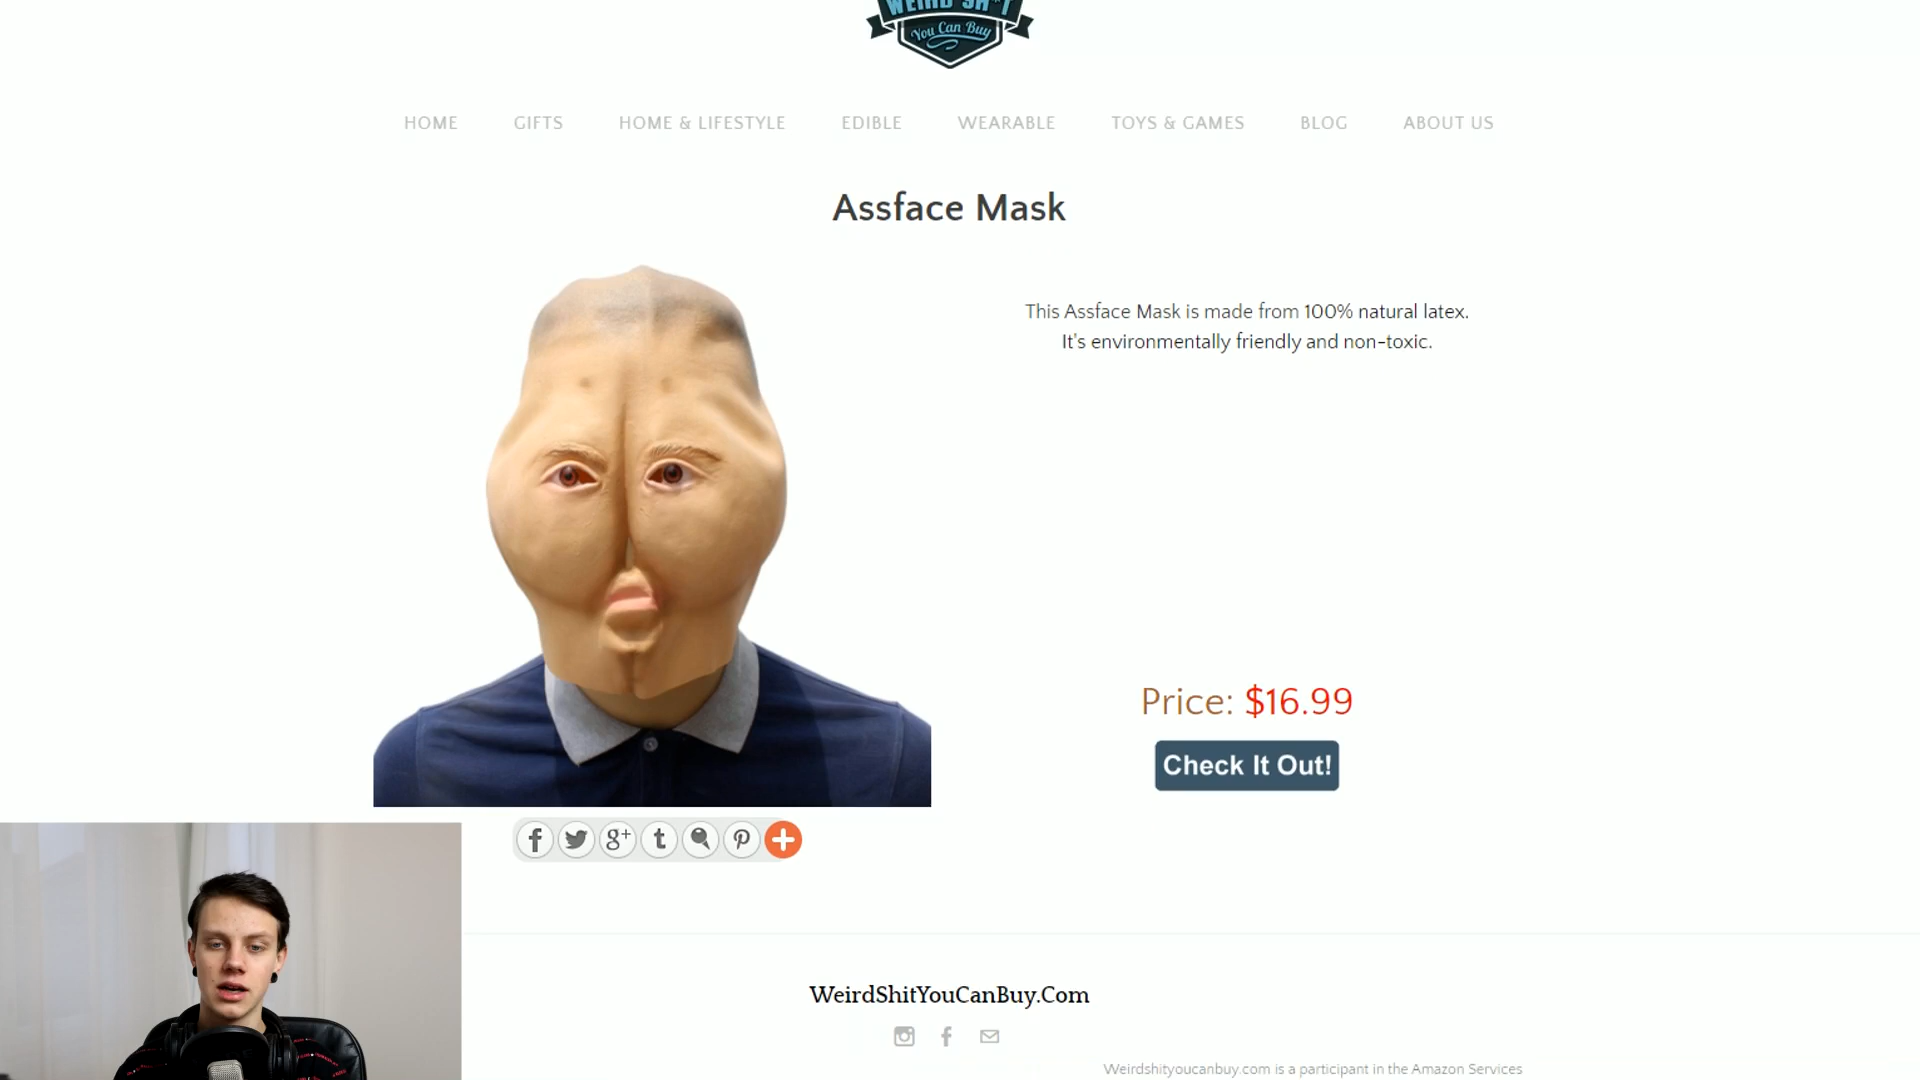 WEIRD SH*T
You Can Buy
HOME GIFTS HOME & LIFESTYLE EDIBLE WEARABLE TOYS & GAMES BLOG ABOUT US
Assface Mask
This Assface Mask is made from 100% natural latex.
It's environmentally friendly and non-toxic.
Price: $16.99
Check It Out!
WeirdShitYouCanBuy.Com
Weirdshityoucanbuy.com is a participant in the Amazon Services